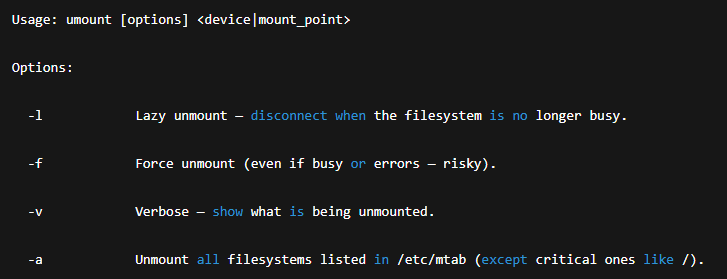 Usage: umount [options] <device|mount_point>
Options:
-l Lazy unmount — disconnect when the filesystem is no longer busy.
-f Force unmount (even if busy or errors — risky).
-v Verbose — show what is being unmounted.
-a Unmount all filesystems listed in /etc/mtab (except critical ones like /).